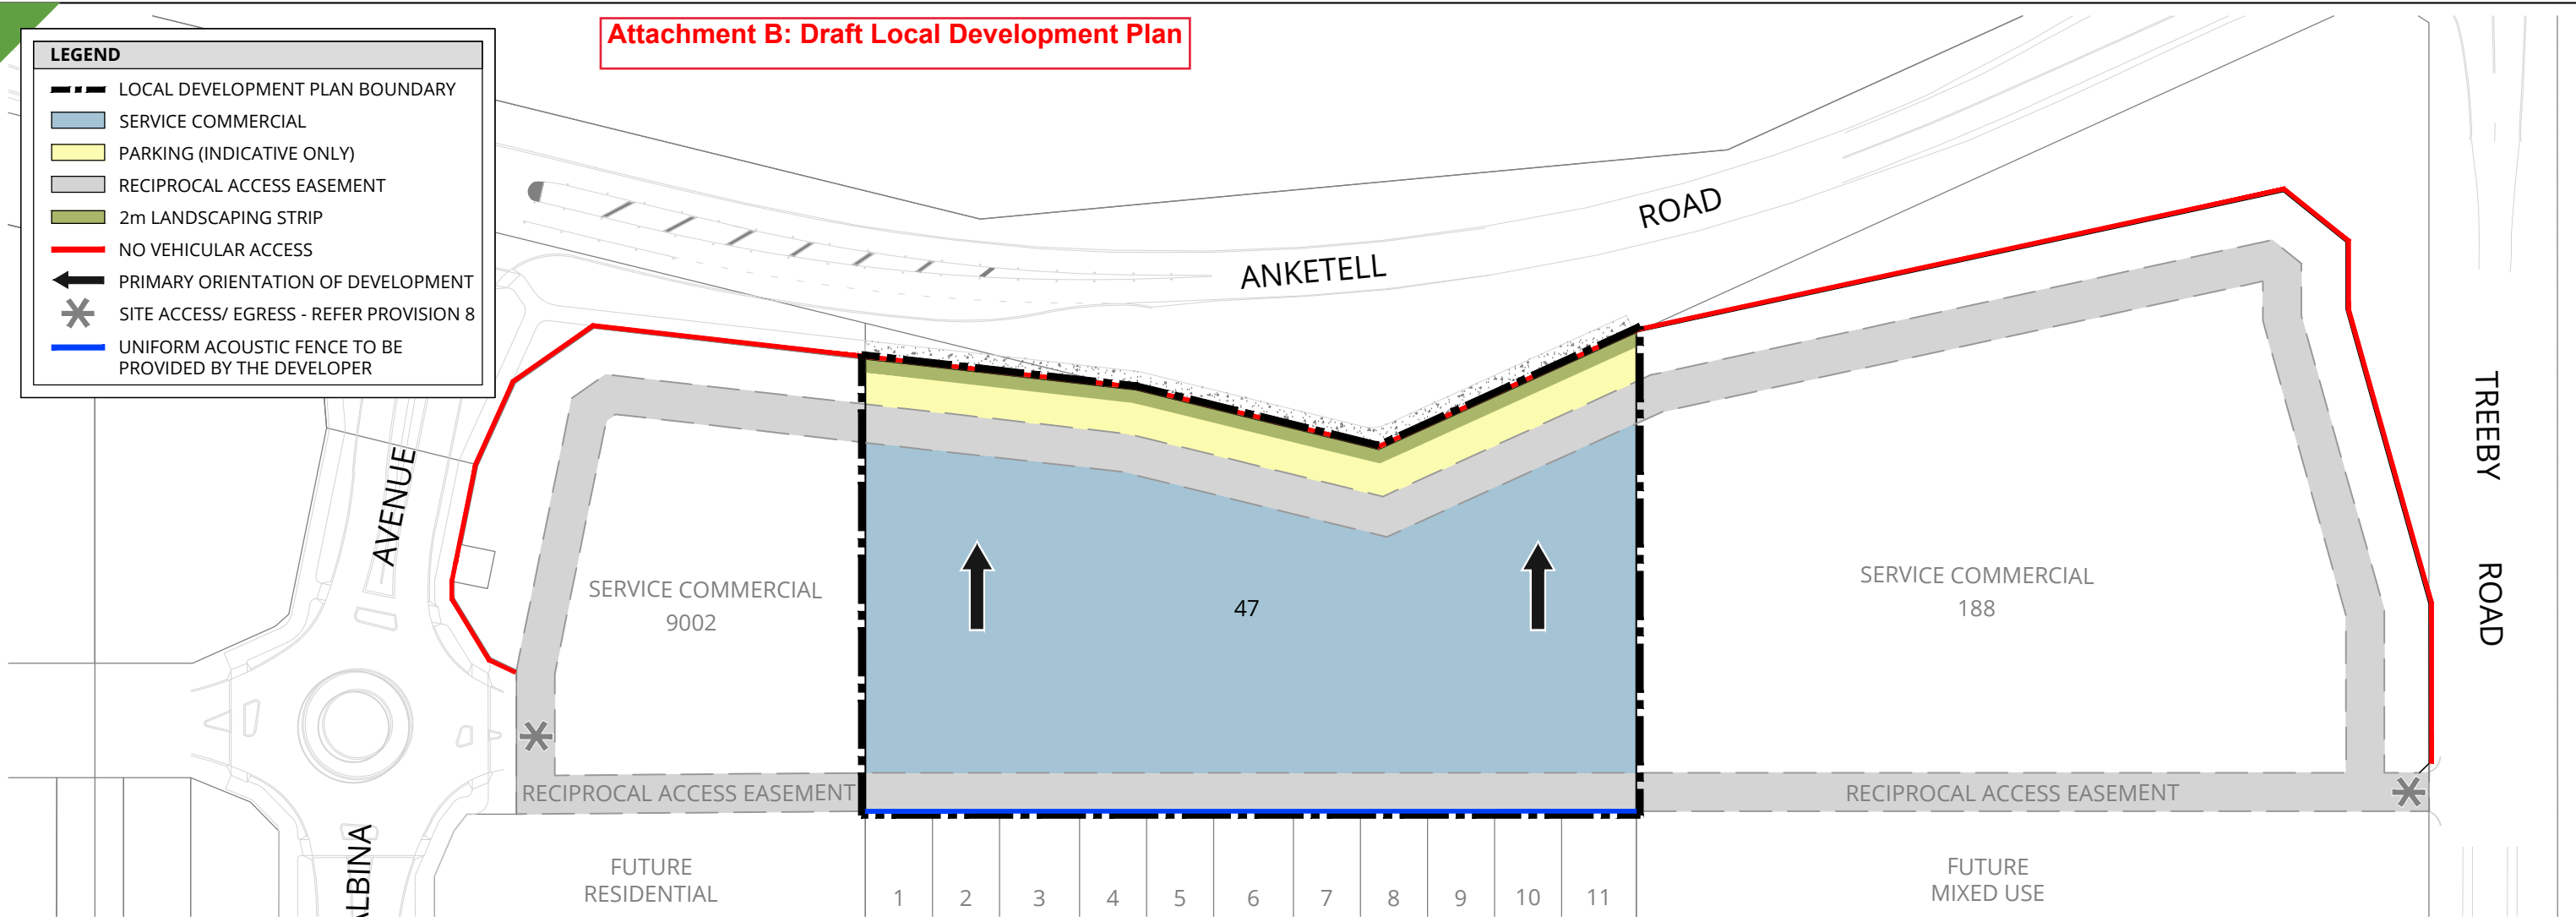 Attachment B: Draft Local Development Plan
LEGEND
LOCAL DEVELOPMENT PLAN BOUNDARY
SERVICE COMMERCIAL
PARKING (INDICATIVE ONLY)
RECIPROCAL ACCESS EASEMENT
2m LANDSCAPING STRIP
NO VEHICULAR ACCESS
PRIMARY ORIENTATION OF DEVELOPMENT
SITE ACCESS/ EGRESS - REFER PROVISION 8
UNIFORM ACOUSTIC FENCE TO BE
PROVIDED BY THE DEVELOPER
ANKETELL
ROAD
TREEBY
ROAD
AVENUE
SERVICE COMMERCIAL
9002
47
SERVICE COMMERCIAL
188
RECIPROCAL ACCESS EASEMENT
RECIPROCAL ACCESS EASEMENT
ALBINA
FUTURE
RESIDENTIAL
1 2 3 4 5 6 7 8 9 10 11
FUTURE
MIXED USE